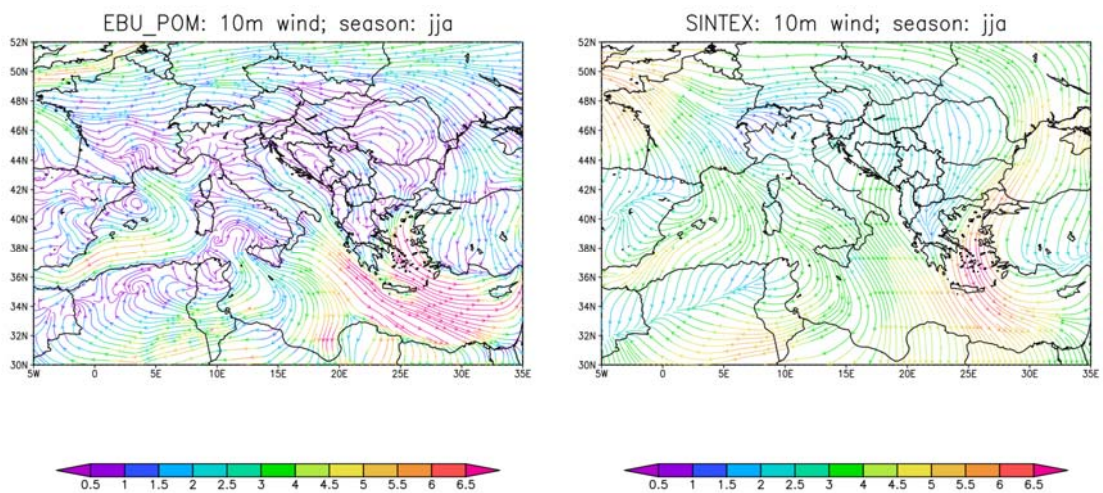 EBU_POM: 10m wind; season: jja
52N
50N
48N
46N
44N
42N
40N
38N
36N
34N
32N
30N
5W 0 5E 10E 15E 20E 25E 30E 35E
0.5 1 1.5 2 2.5 3 4 4.5 5 5.5 6 6.5
SINTEX: 10m wind; season: jja
52N
50N
48N
46N
44N
42N
40N
38N
36N
34N
32N
30N
5W 0 5E 10E 15E 20E 25E 30E 35E
0.5 1 1.5 2 2.5 3 4 4.5 5 5.5 6 6.5